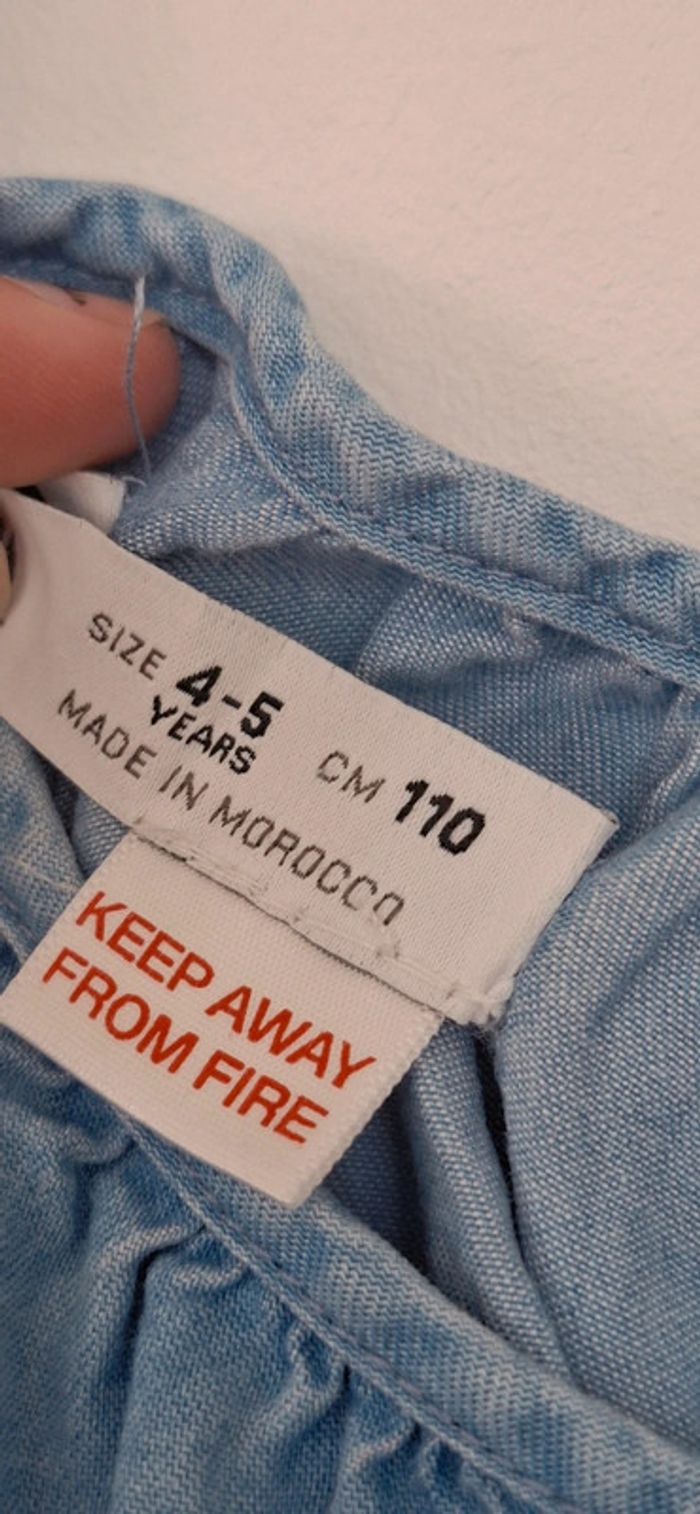 SIZE 4-5 CM 110
YEARS
MADE IN MOROCCO
KEEP AWAY
FROM FIRE